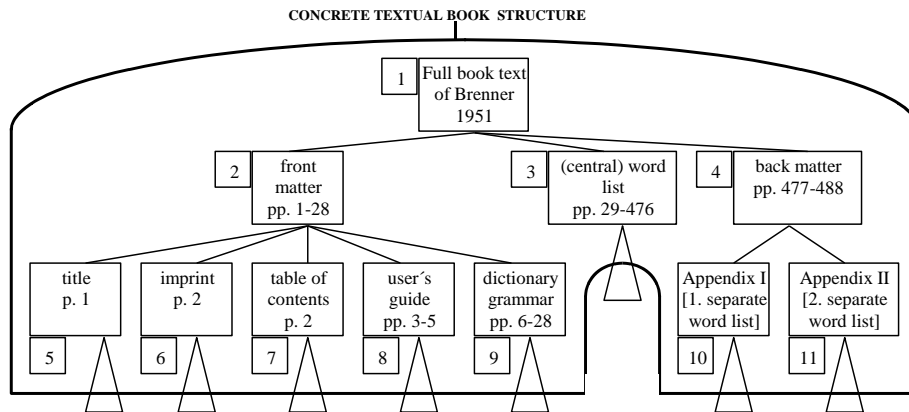 CONCRETE TEXTUAL BOOK STRUCTURE
1
Full book text
of Brenner
1951
2
front
matter
pp. 1-28
3
(central) word
list
pp. 29-476
4
back matter
pp. 477-488
title
p. 1
5
imprint
p. 2
6
table of
contents
p. 2
7
user´s
guide
pp. 3-5
8
dictionary
grammar
pp. 6-28
9
Appendix I
[1. separate
word list]
10
Appendix II
[2. separate
word list]
11